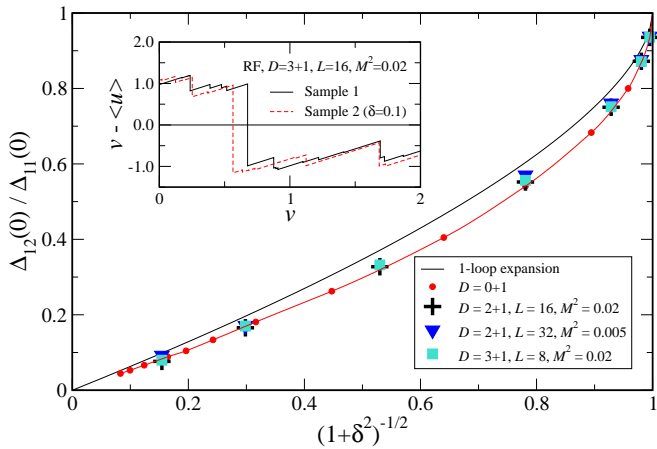 1
0.8
0.6
0.4
0.2
0
Δ₁₂(0) / Δ₁₁(0)
0
0.2
0.4
0.6
0.8
1
(1+δ²)^-1/2
2.0
1.0
0.0
-1.0
v - <u>
0
1
2
v
RF, D=3+1, L=16, M²=0.02
Sample 1
Sample 2 (δ=0.1)
1-loop expansion
D = 0+1
D = 2+1, L = 16, M² = 0.02
D = 2+1, L = 32, M² = 0.005
D = 3+1, L = 8, M² = 0.02